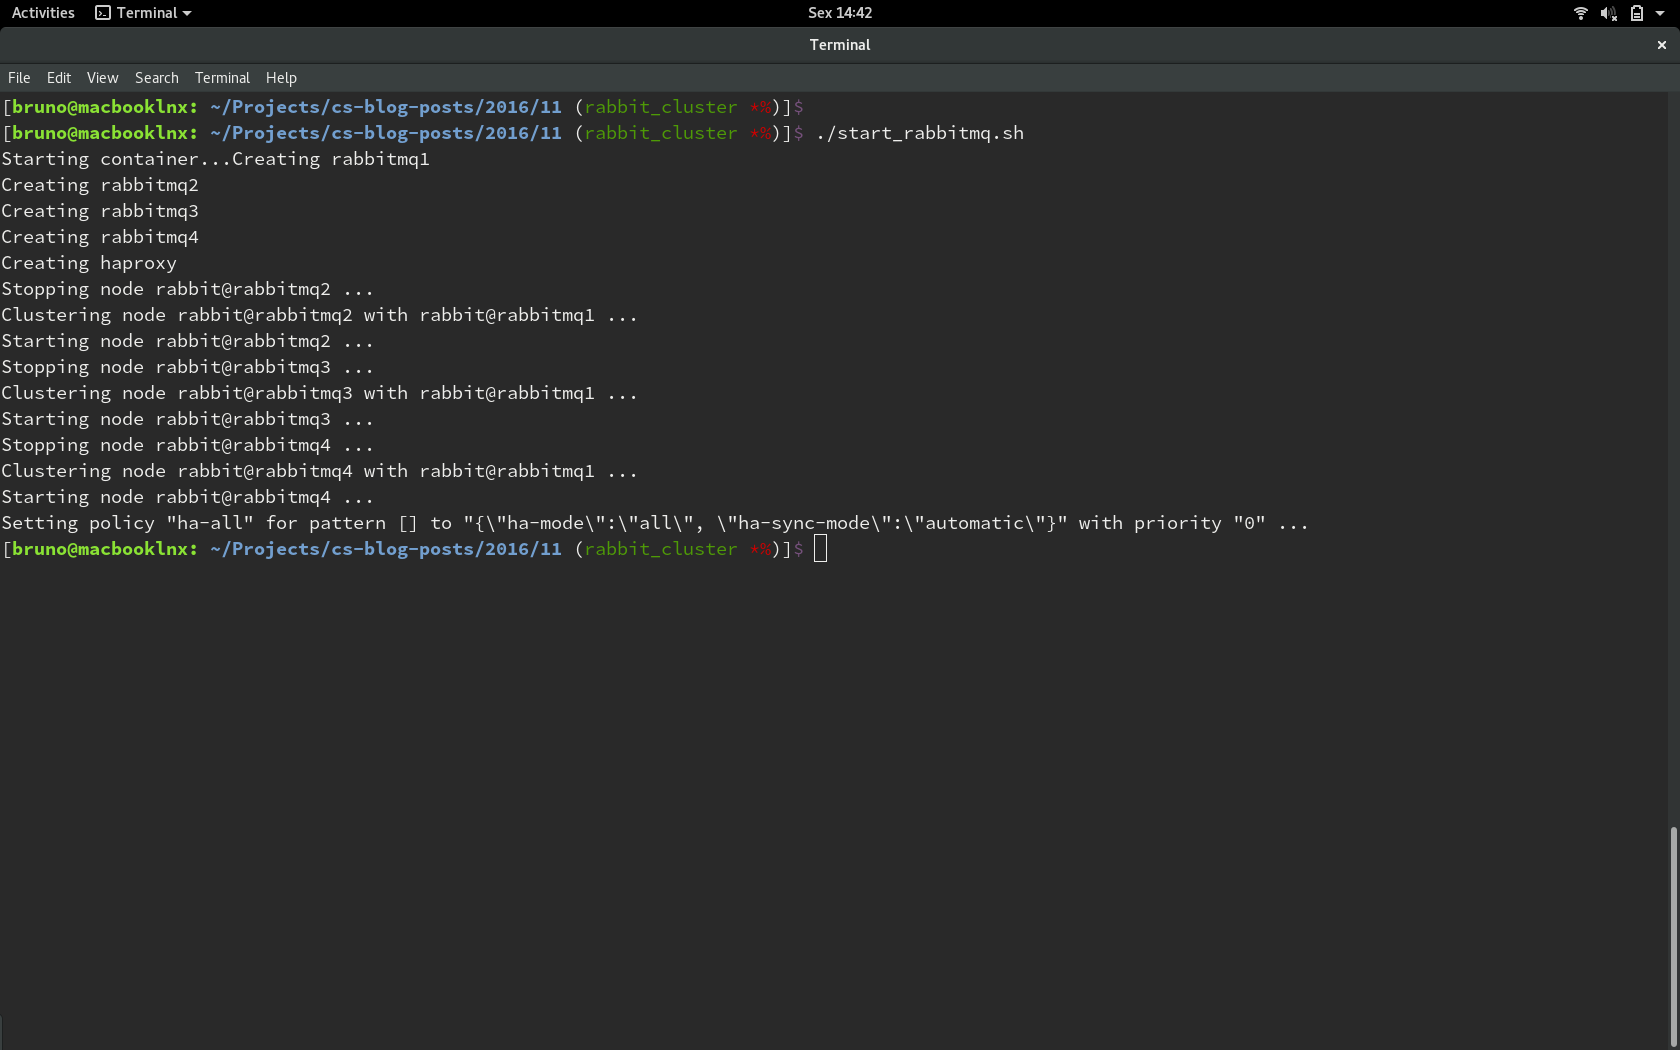 Activities Terminal Sex 14:42
Terminal
File Edit View Search Terminal Help
[bruno@macbooklnx: ~/Projects/cs-blog-posts/2016/11 (rabbit_cluster *%)]$
[bruno@macbooklnx: ~/Projects/cs-blog-posts/2016/11 (rabbit_cluster *%)]$ ./start_rabbitmq.sh
Starting container...Creating rabbitmq1
Creating rabbitmq2
Creating rabbitmq3
Creating rabbitmq4
Creating haproxy
Stopping node rabbit@rabbitmq2 ...
Clustering node rabbit@rabbitmq2 with rabbit@rabbitmq1 ...
Starting node rabbit@rabbitmq2 ...
Stopping node rabbit@rabbitmq3 ...
Clustering node rabbit@rabbitmq3 with rabbit@rabbitmq1 ...
Starting node rabbit@rabbitmq3 ...
Stopping node rabbit@rabbitmq4 ...
Clustering node rabbit@rabbitmq4 with rabbit@rabbitmq1 ...
Starting node rabbit@rabbitmq4 ...
Setting policy "ha-all" for pattern [] to "{\"ha-mode\":\"all\", \"ha-sync-mode\":\"automatic\"}" with priority "0" ...
[bruno@macbooklnx: ~/Projects/cs-blog-posts/2016/11 (rabbit_cluster *%)]$